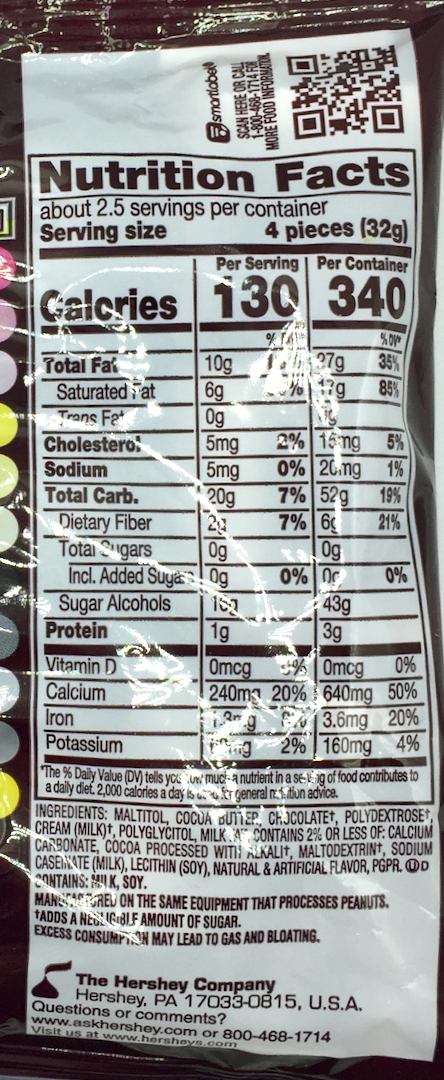 smartlabel®
SCAN HERE OR CALL
1-800-468-1714 FOR
MORE FOOD INFORMATION.
Nutrition Facts
about 2.5 servings per container
Serving size 4 pieces (32g)
Per Serving Per Container
Calories 130 340
% DV* % DV*
Total Fat 10g 27g 35%
Saturated Fat 6g 17g 85%
Trans Fat 0g
Cholesterol 5mg 2% 15mg 5%
Sodium 5mg 0% 20mg 1%
Total Carb. 20g 7% 52g 19%
Dietary Fiber 2g 7% 6g 21%
Total Sugars 0g 0g
Incl. Added Sugars 0g 0% 0g 0%
Sugar Alcohols 43g
Protein 1g 3g
Vitamin D 0mcg 0% 0mcg 0%
Calcium 240mg 20% 640mg 50%
Iron 1.3mg 3.6mg 20%
Potassium 2% 160mg 4%
*The % Daily Value (DV) tells you how much a nutrient in a serving of food contributes to
a daily diet. 2,000 calories a day is used for general nutrition advice.
INGREDIENTS: MALTITOL, COCOA BUTTER, CHOCOLATE†, POLYDEXTROSE†,
CREAM (MILK)†, POLYGLYCITOL, MILK FAT, CONTAINS 2% OR LESS OF: CALCIUM
CARBONATE, COCOA PROCESSED WITH ALKALI†, MALTODEXTRIN†, SODIUM
CASEINATE (MILK), LECITHIN (SOY), NATURAL & ARTIFICIAL FLAVOR, PGPR. ⓊD
CONTAINS: MILK, SOY.
MANUFACTURED ON THE SAME EQUIPMENT THAT PROCESSES PEANUTS.
†ADDS A NEGLIGIBLE AMOUNT OF SUGAR.
EXCESS CONSUMPTION MAY LEAD TO GAS AND BLOATING.
The Hershey Company
Hershey, PA 17033-0815, U.S.A.
Questions or comments?
www.askhershey.com or 800-468-1714
Visit us at www.hersheys.com